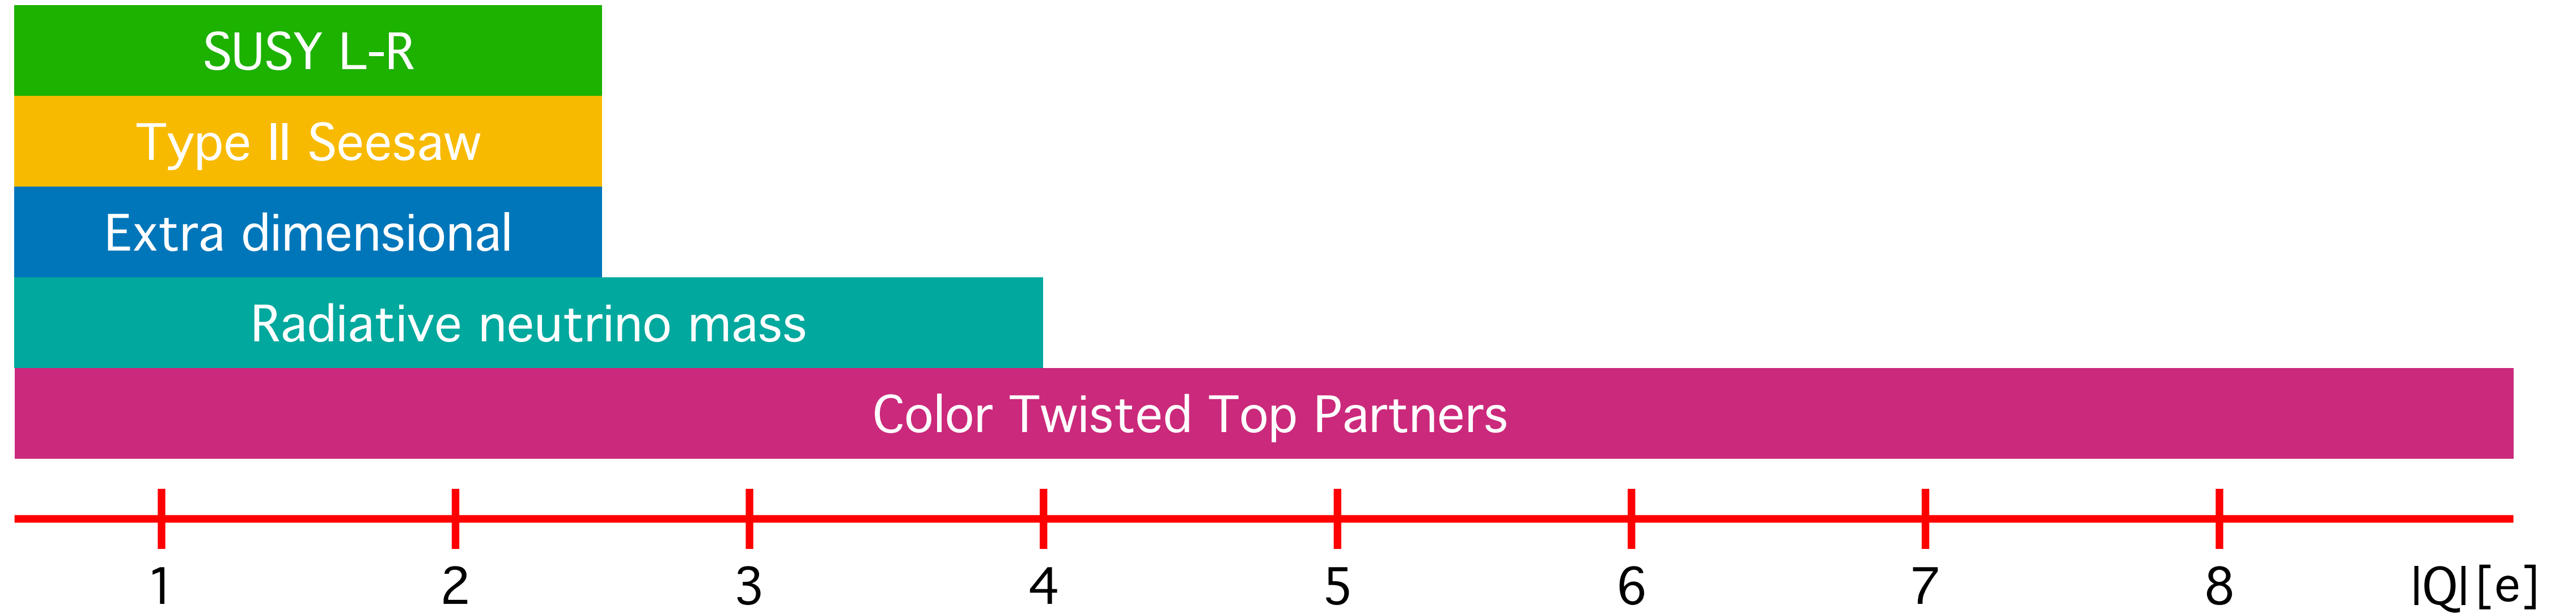 SUSY L-R
Type II Seesaw
Extra dimensional
Radiative neutrino mass
Color Twisted Top Partners
1 2 3 4 5 6 7 8 |Q|[e]